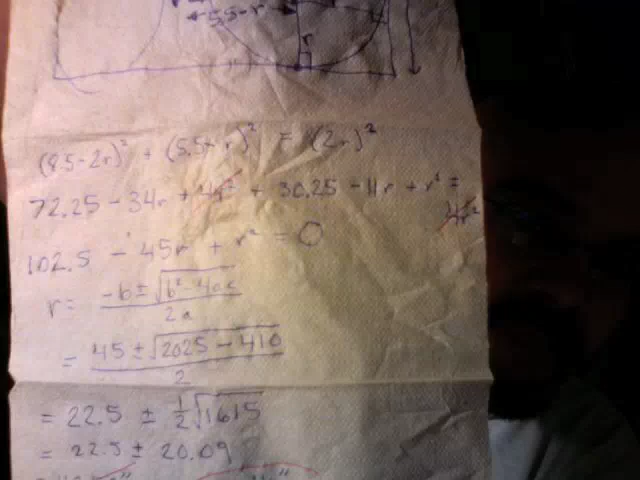 5.5-r
r
(8.5-2r)² + (5.5-r)² = (2r)²
72.25 - 34r + 4r² + 30.25 - 11r + r² = 4r²
102.5 - 45r + r² = 0
r = -b ± √b² - 4ac / 2a
= 45 ± √2025 - 410 / 2
= 22.5 ± 1/2 √1615
= 22.5 ± 20.09